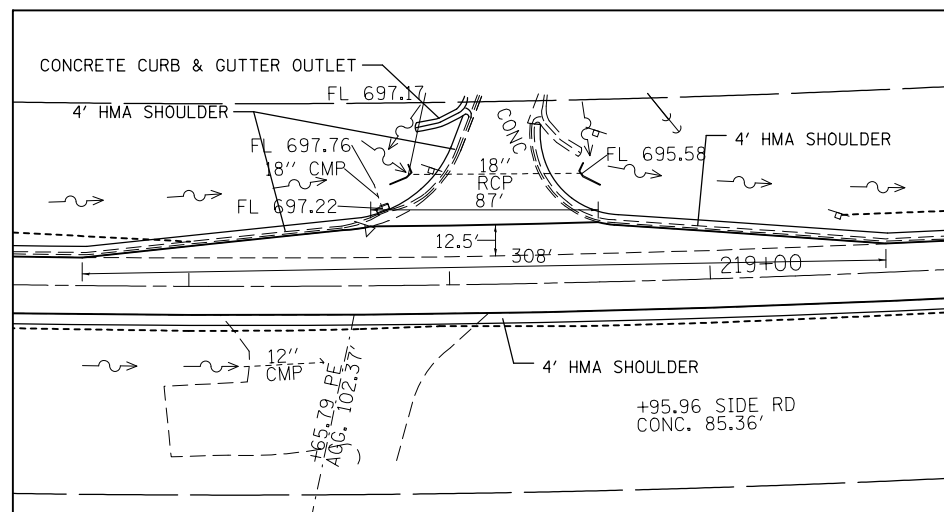 CONCRETE CURB & GUTTER OUTLET
FL 697.17
4' HMA SHOULDER
CONC
4' HMA SHOULDER
FL 697.76
18" CMP
18"
RCP
87'
FL 695.58
FL 697.22
12.5'
308'
219+00
12"
CMP
+65.79 PE
AGG. 102.37'
4' HMA SHOULDER
+95.96 SIDE RD
CONC. 85.36'